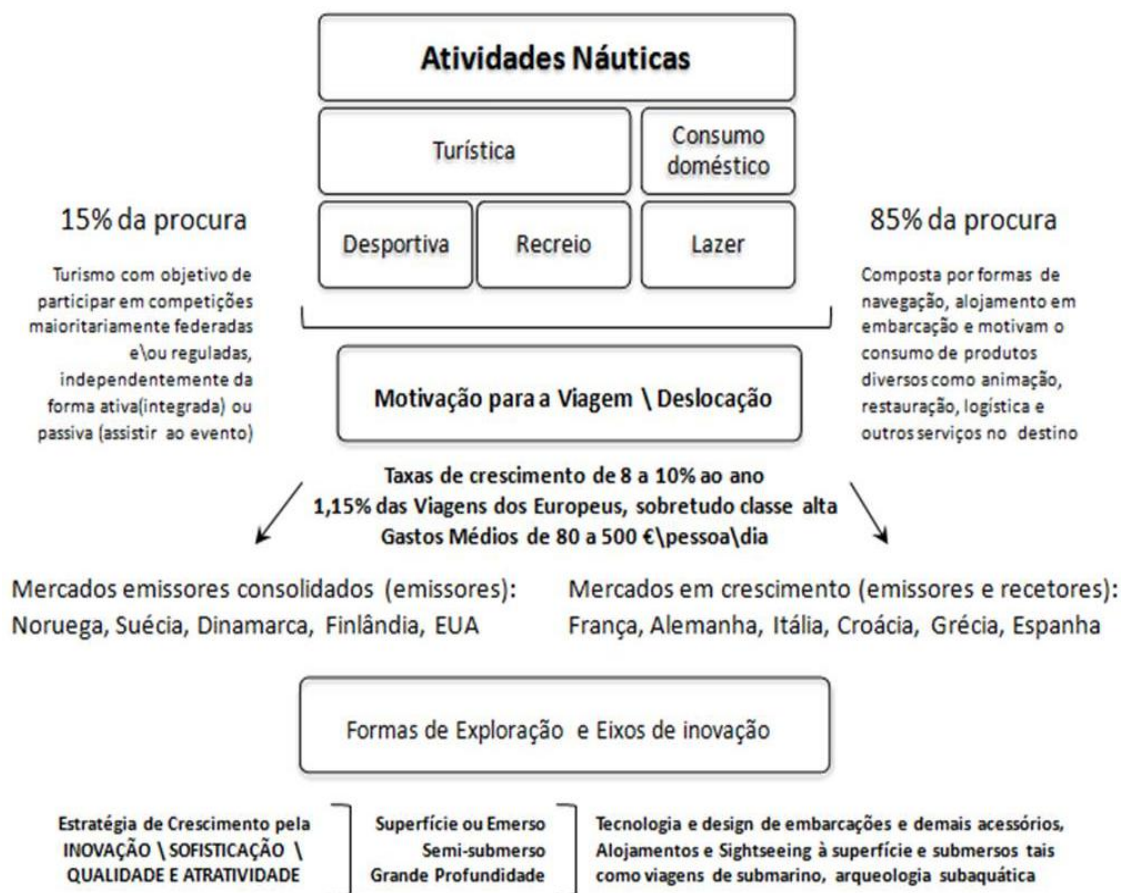 Atividades Náuticas
Turística
Consumo
doméstico
Desportiva
Recreio
Lazer
15% da procura
Turismo com objetivo de
participar em competições
maioritariamente federadas
e\ou reguladas,
independentemente da
forma ativa(integrada) ou
passiva (assistir ao evento)
85% da procura
Composta por formas de
navegação, alojamento em
embarcação e motivam o
consumo de produtos
diversos como animação,
restauração, logística e
outros serviços no destino
Motivação para a Viagem \ Deslocação
Taxas de crescimento de 8 a 10% ao ano
1,15% das Viagens dos Europeus, sobretudo classe alta
Gastos Médios de 80 a 500 €\pessoa\dia
Mercados emissores consolidados (emissores):
Noruega, Suécia, Dinamarca, Finlândia, EUA
Mercados em crescimento (emissores e recetores):
França, Alemanha, Itália, Croácia, Grécia, Espanha
Formas de Exploração e Eixos de inovação
Estratégia de Crescimento pela
INOVAÇÃO \ SOFISTICAÇÃO \
QUALIDADE E ATRATIVIDADE
Superfície ou Emerso
Semi-submerso
Grande Profundidade
Tecnologia e design de embarcações e demais acessórios,
Alojamentos e Sightseeing à superfície e submersos tais
como viagens de submarino, arqueologia subaquática